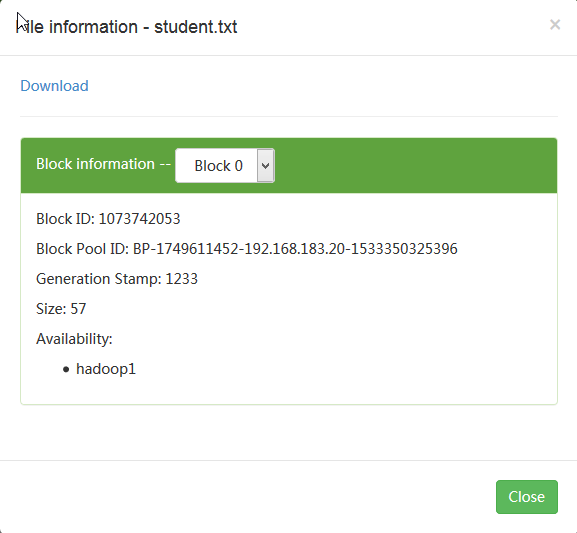 File information - student.txt
×
Download
Block information -- Block 0
Block ID: 1073742053
Block Pool ID: BP-1749611452-192.168.183.20-1533350325396
Generation Stamp: 1233
Size: 57
Availability:
• hadoop1
Close